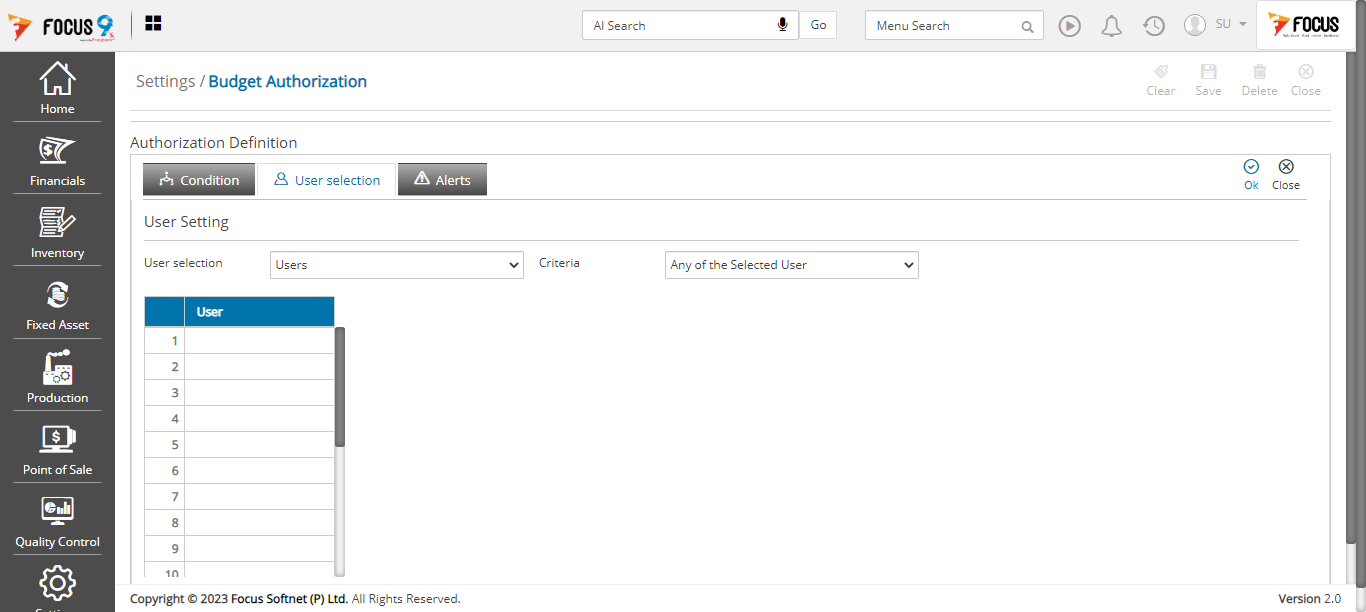 FOCUS 9
AI Search
Go
Menu Search
SU
FOCUS
Home
Financials
Inventory
Fixed Asset
Production
Point of Sale
Quality Control
Settings / Budget Authorization
Clear
Save
Delete
Close
Authorization Definition
Condition
User selection
Alerts
Ok
Close
User Setting
User selection
Users
Criteria
Any of the Selected User
User
1
2
3
4
5
6
7
8
9
10
Copyright © 2023 Focus Softnet (P) Ltd. All Rights Reserved.
Version 2.0